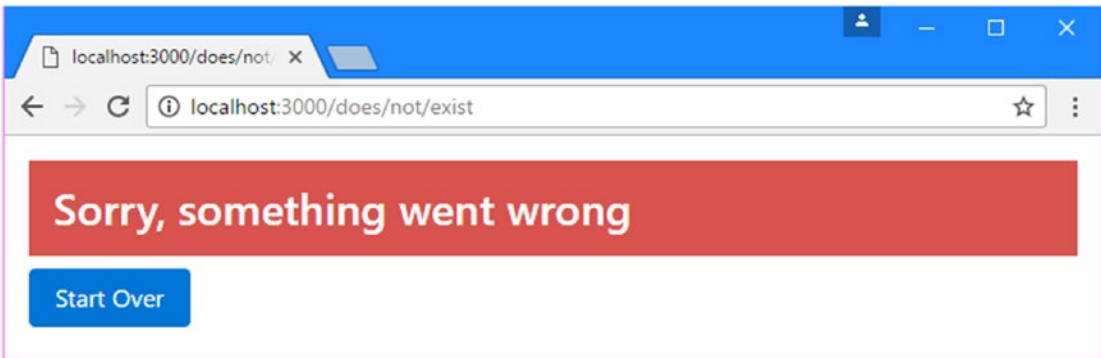 localhost:3000/does/not/
localhost:3000/does/not/exist
Sorry, something went wrong
Start Over